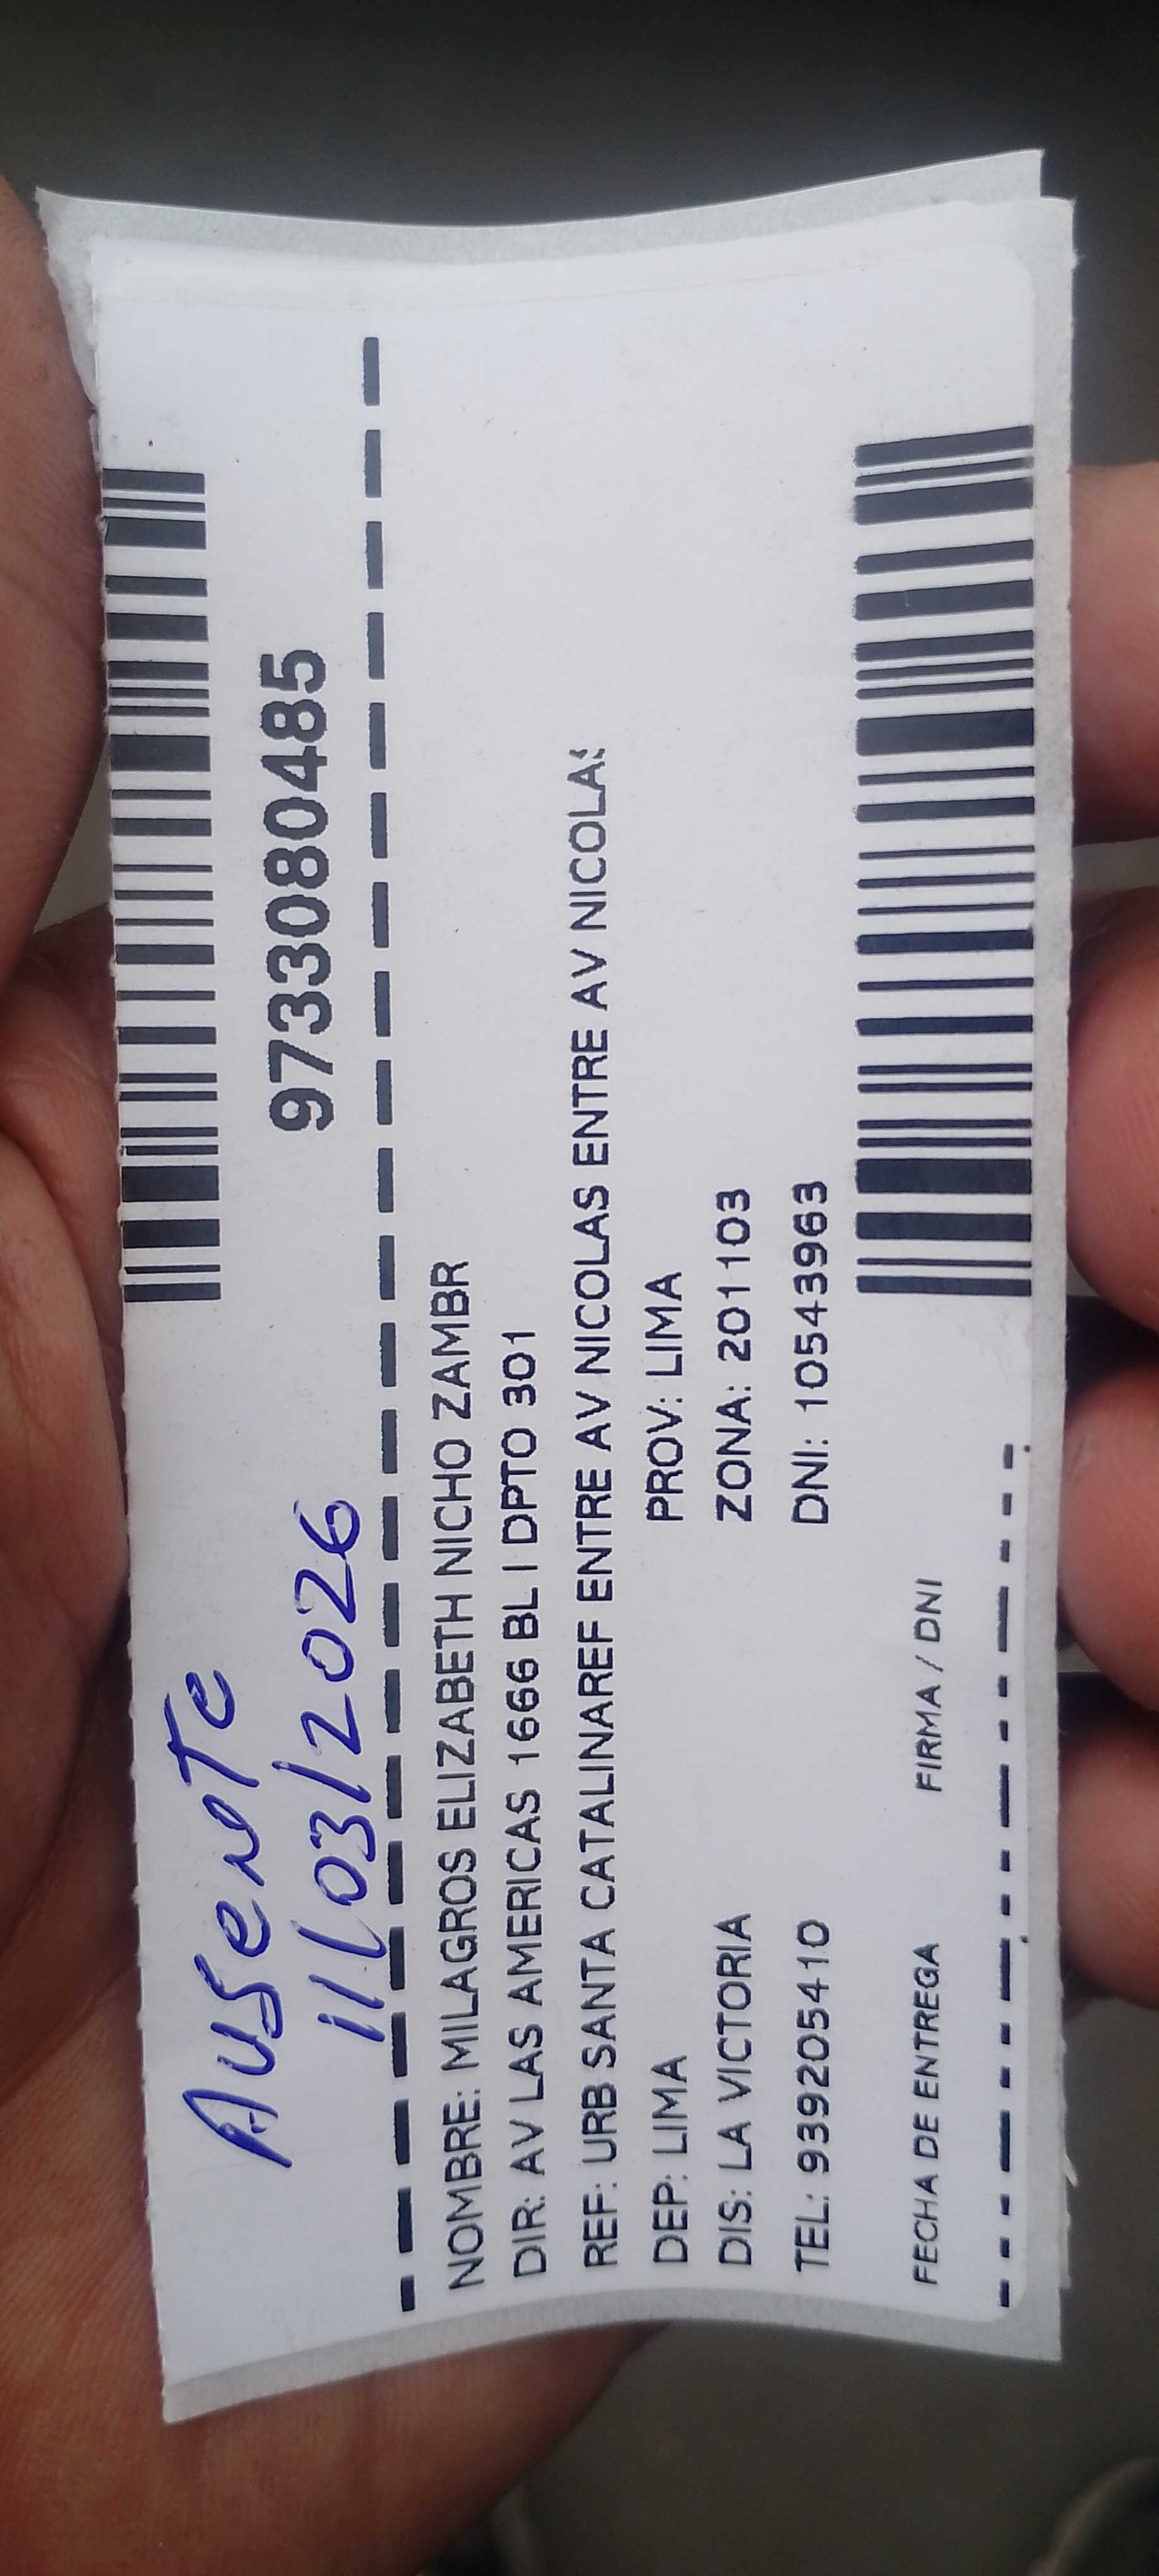 Ausente
11/03/2026
9733080485
NOMBRE: MILAGROS ELIZABETH NICHO ZAMBR
DIR: AV LAS AMERICAS 1666 BL I DPTO 301
REF: URB SANTA CATALINAREF ENTRE AV NICOLAS ENTRE AV NICOLAS
DEP: LIMA PROV: LIMA
DIS: LA VICTORIA ZONA: 201103
TEL: 939205410 DNI: 10543963
FECHA DE ENTREGA FIRMA / DNI